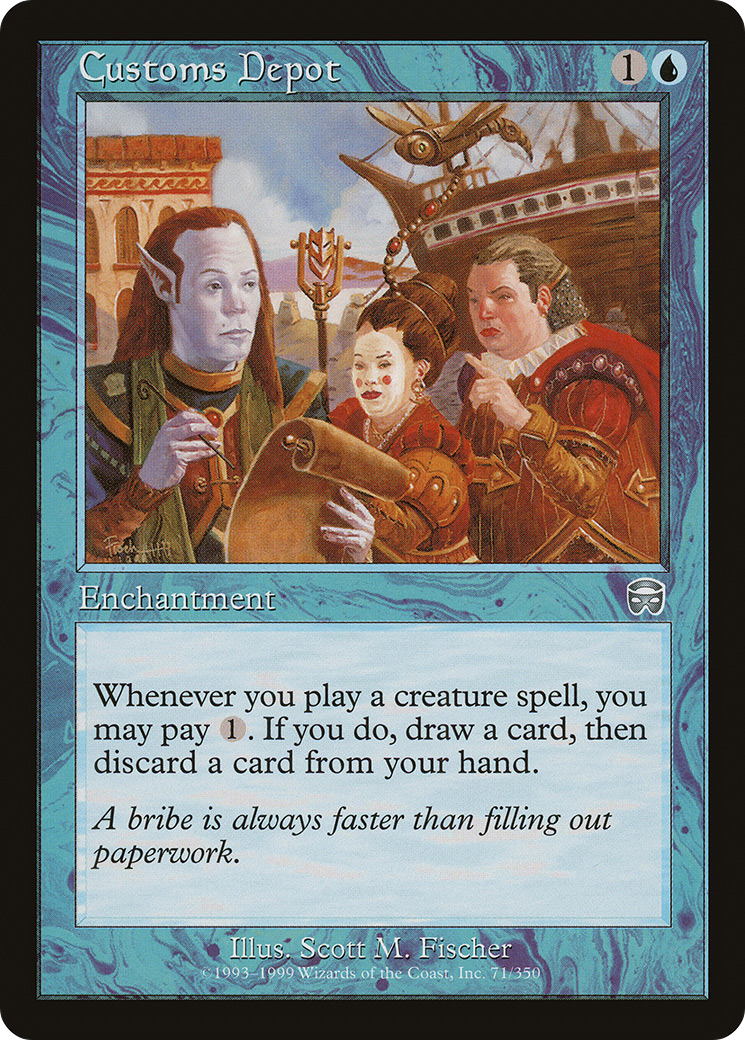 Customs Depot
1
Enchantment
Whenever you play a creature spell, you
may pay 1. If you do, draw a card, then
discard a card from your hand.
A bribe is always faster than filling out
paperwork.
Illus. Scott M. Fischer
©1993–1999 Wizards of the Coast, Inc. 71/350